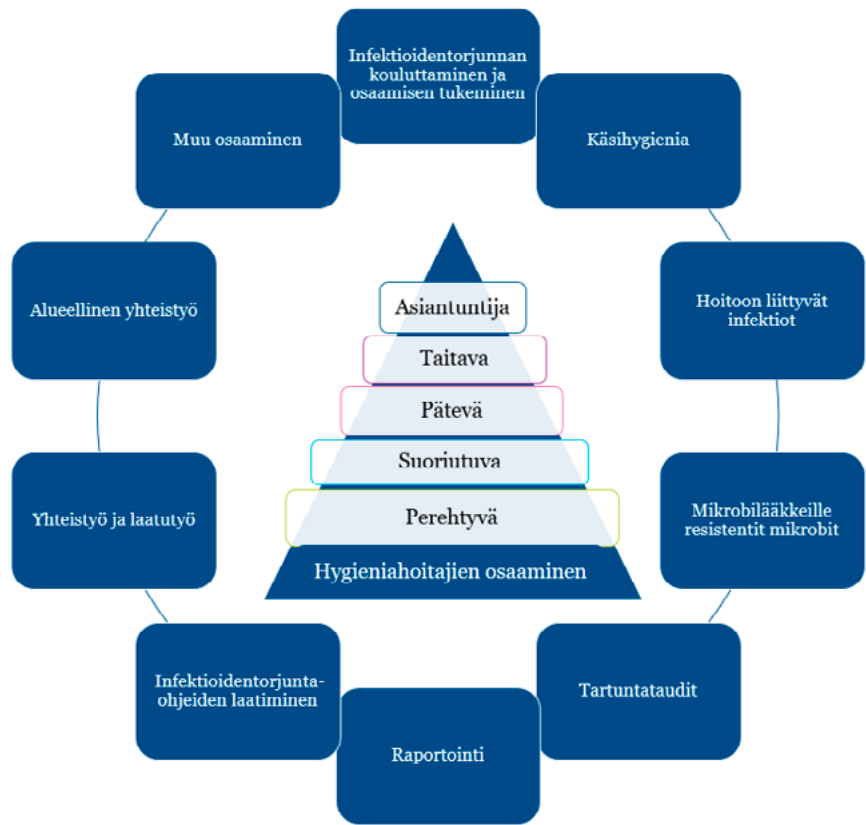 Infektioidentorjunnan
kouluttaminen ja
osaamisen tukeminen
Käsihygienia
Hoitoon liittyvät
infektiot
Mikrobilääkkeille
resistentit mikrobit
Tartuntataudit
Raportointi
Infektioidentorjunta-
ohjeiden laatiminen
Yhteistyö ja laatutyö
Alueellinen yhteistyö
Muu osaaminen
Asiantuntija
Taitava
Pätevä
Suoriutuva
Perehtyvä
Hygieniahoitajien osaaminen